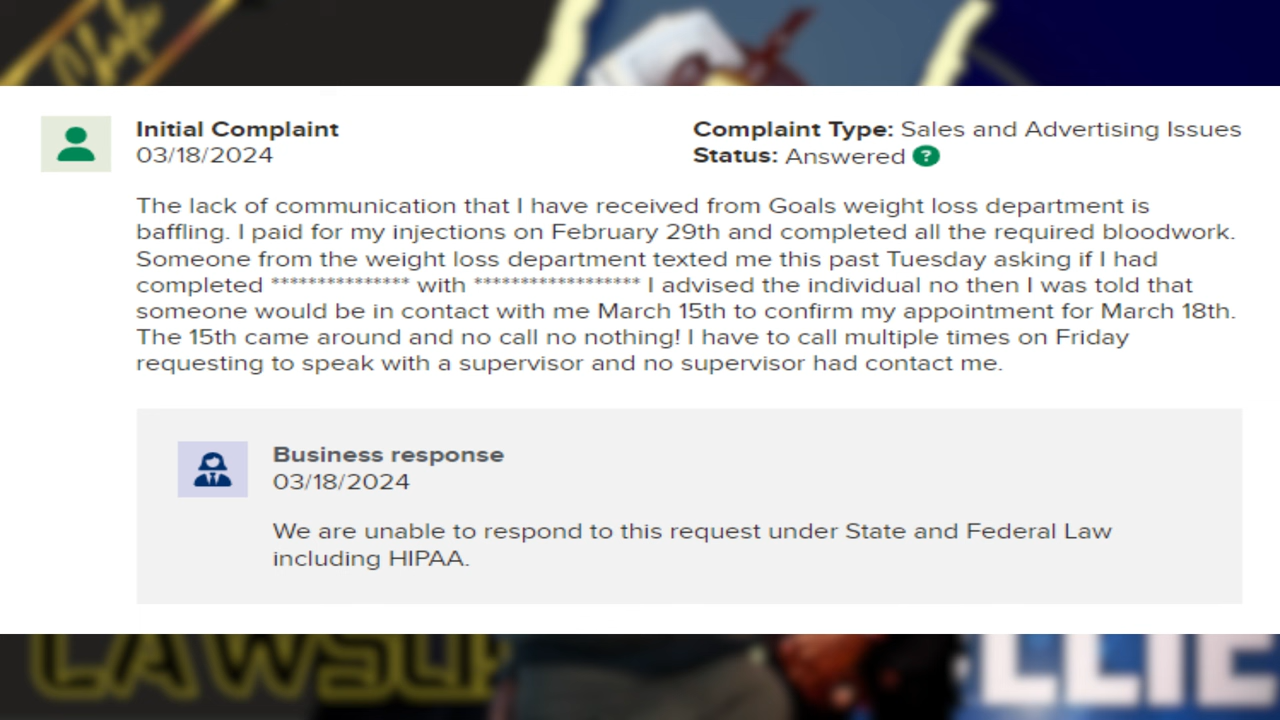 Initial Complaint
03/18/2024
Complaint Type: Sales and Advertising Issues
Status: Answered ?
The lack of communication that I have received from Goals weight loss department is
baffling. I paid for my injections on February 29th and completed all the required bloodwork.
Someone from the weight loss department texted me this past Tuesday asking if I had
completed *************** with ****************** I advised the individual no then I was told that
someone would be in contact with me March 15th to confirm my appointment for March 18th.
The 15th came around and no call no nothing! I have to call multiple times on Friday
requesting to speak with a supervisor and no supervisor had contact me.
Business response
03/18/2024
We are unable to respond to this request under State and Federal Law
including HIPAA.